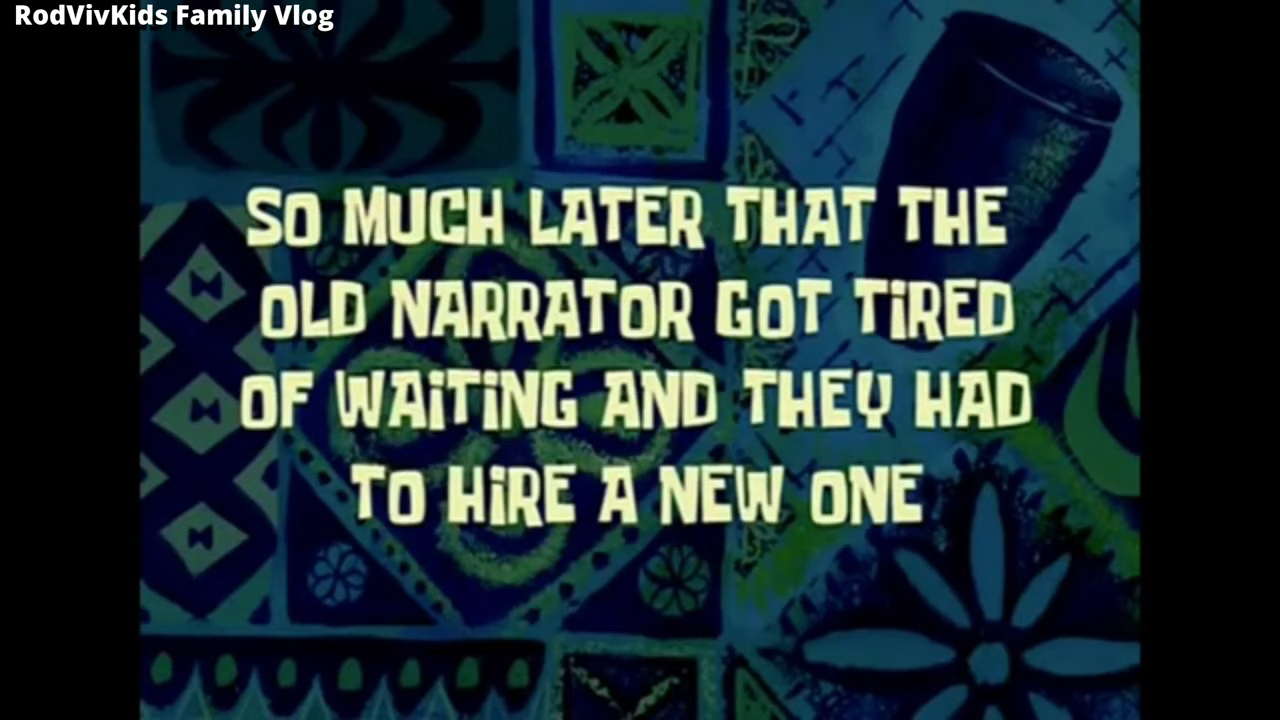 RodVivKids Family Vlog
SO MUCH LATER THAT THE
OLD NARRATOR GOT TiRED
OF WAiTiNG AND THEY HAD
TO HiRE A NEW ONE